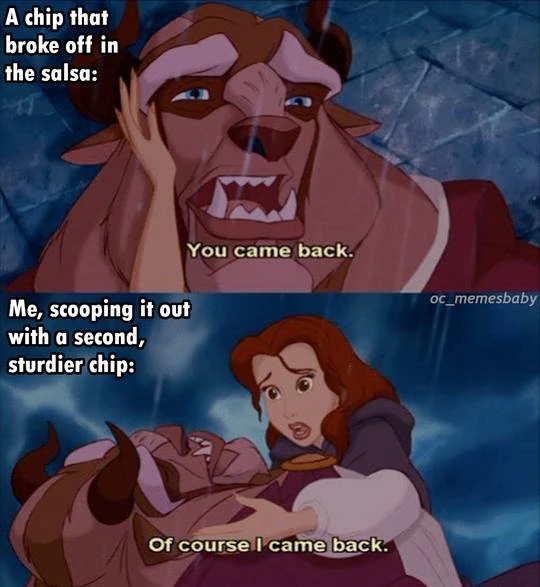 A chip that
broke off in
the salsa:
You came back.
oc_memesbaby
Me, scooping it out
with a second,
sturdier chip:
Of course I came back.